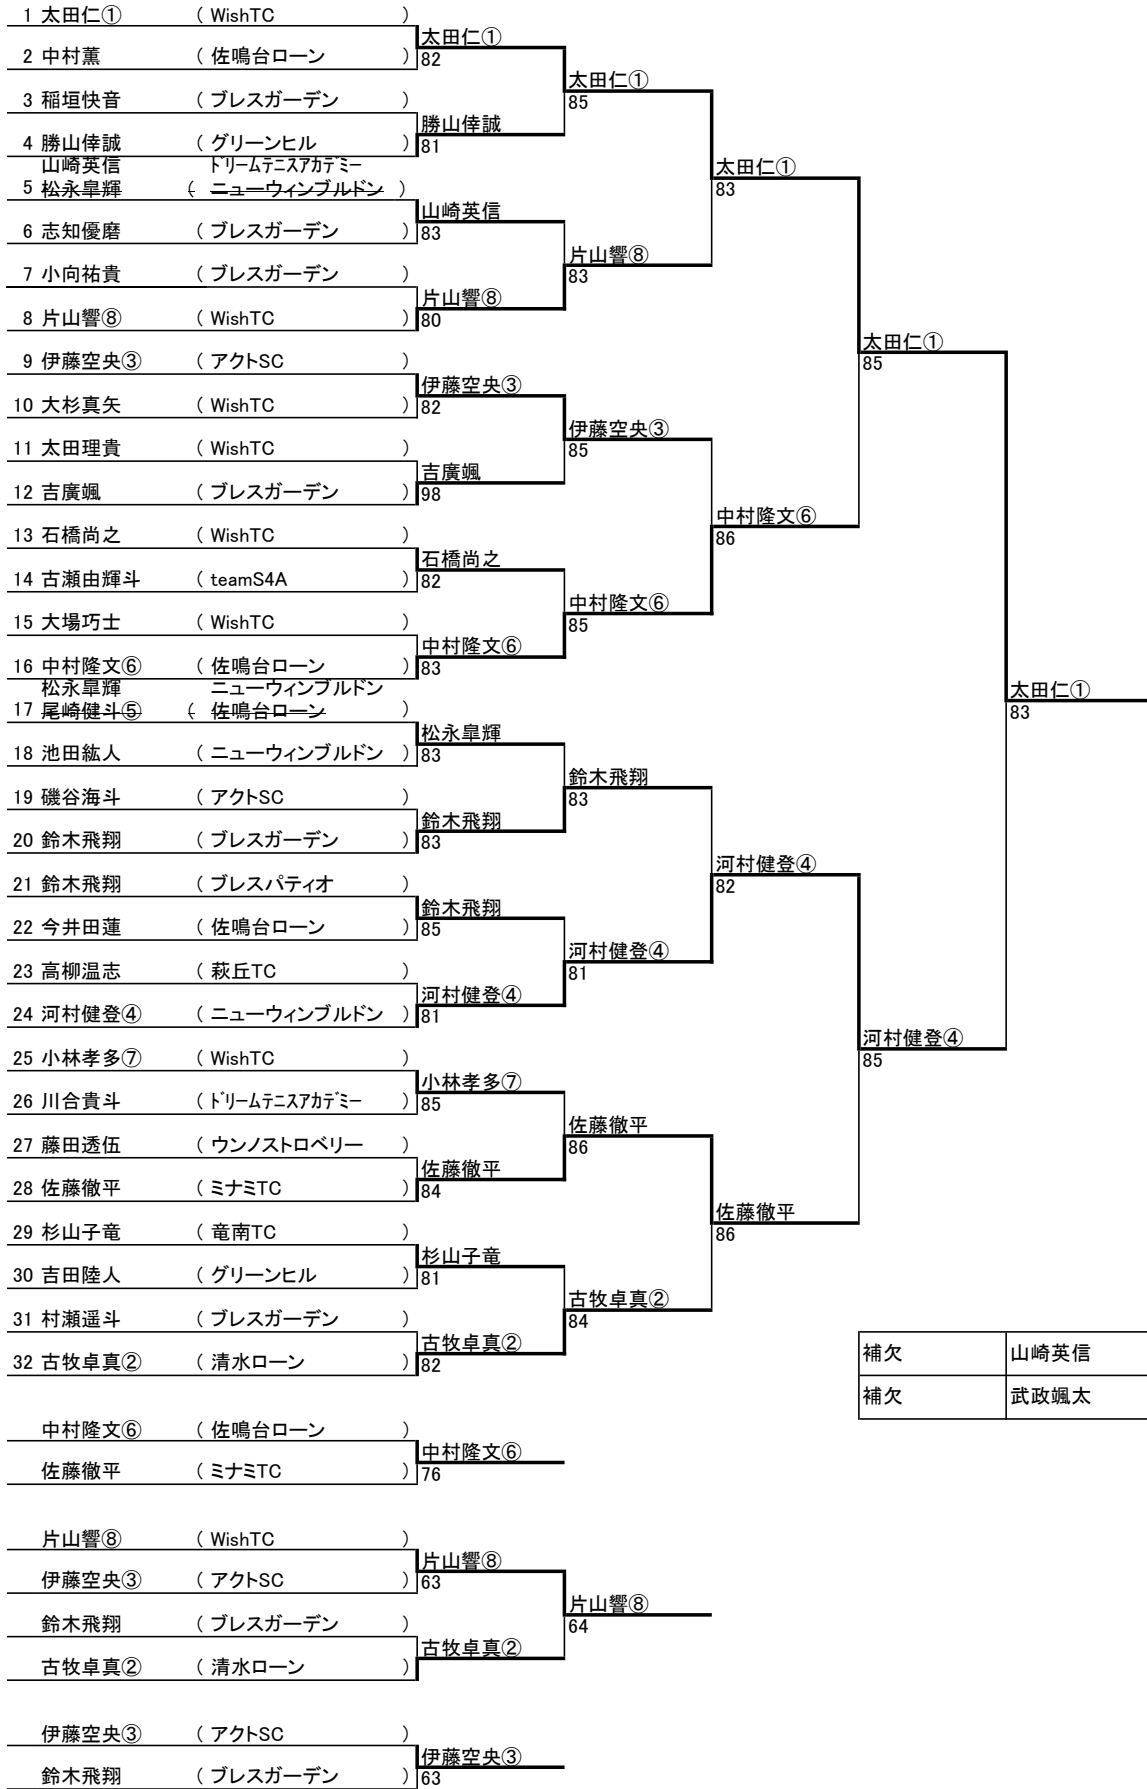 1 太田仁① ( WishTC )
太田仁①
2 中村薫 ( 佐鳴台ローン ) 82
太田仁①
3 稲垣快音 ( ブレスガーデン ) 85
勝山倖誠
4 勝山倖誠 ( グリーンヒル ) 81
山崎英信 ドリームテニスアカデミー
太田仁①
5 松永皐輝 ( ニューウィンブルドン ) 83
山崎英信
6 志知優磨 ( ブレスガーデン ) 83
片山響⑧
7 小向祐貴 ( ブレスガーデン ) 83
片山響⑧
8 片山響⑧ ( WishTC ) 80
太田仁①
9 伊藤空央③ ( アクトSC ) 85
伊藤空央③
10 大杉真矢 ( WishTC ) 82
伊藤空央③
11 太田理貴 ( WishTC ) 85
吉廣颯
12 吉廣颯 ( ブレスガーデン ) 98
中村隆文⑥
13 石橋尚之 ( WishTC ) 86
石橋尚之
14 古瀬由輝斗 ( teamS4A ) 82
中村隆文⑥
15 大場巧士 ( WishTC ) 85
中村隆文⑥
16 中村隆文⑥ ( 佐鳴台ローン ) 83
松永皐輝 ニューウィンブルドン
太田仁①
17 尾崎健斗⑤ ( 佐鳴台ローン ) 83
松永皐輝
18 池田紘人 ( ニューウィンブルドン ) 83
鈴木飛翔
19 磯谷海斗 ( アクトSC ) 83
鈴木飛翔
20 鈴木飛翔 ( ブレスガーデン ) 83
河村健登④
21 鈴木飛翔 ( ブレスパティオ ) 82
鈴木飛翔
22 今井田蓮 ( 佐鳴台ローン ) 85
河村健登④
23 高柳温志 ( 萩丘TC ) 81
河村健登④
24 河村健登④ ( ニューウィンブルドン ) 81
河村健登④
25 小林孝多⑦ ( WishTC ) 85
小林孝多⑦
26 川合貴斗 ( ドリームテニスアカデミー ) 85
佐藤徹平
27 藤田透伍 ( ウンノストロベリー ) 86
佐藤徹平
28 佐藤徹平 ( ミナミTC ) 84
佐藤徹平
29 杉山子竜 ( 竜南TC ) 86
杉山子竜
30 吉田陸人 ( グリーンヒル ) 81
古牧卓真②
31 村瀬遥斗 ( ブレスガーデン ) 84
古牧卓真②
32 古牧卓真② ( 清水ローン ) 82
補欠 山崎英信
補欠 武政颯太
中村隆文⑥ ( 佐鳴台ローン )
中村隆文⑥
佐藤徹平 ( ミナミTC ) 76
片山響⑧ ( WishTC )
片山響⑧
伊藤空央③ ( アクトSC ) 63
片山響⑧
鈴木飛翔 ( ブレスガーデン ) 64
古牧卓真②
古牧卓真② ( 清水ローン )
伊藤空央③ ( アクトSC )
伊藤空央③
鈴木飛翔 ( ブレスガーデン ) 63